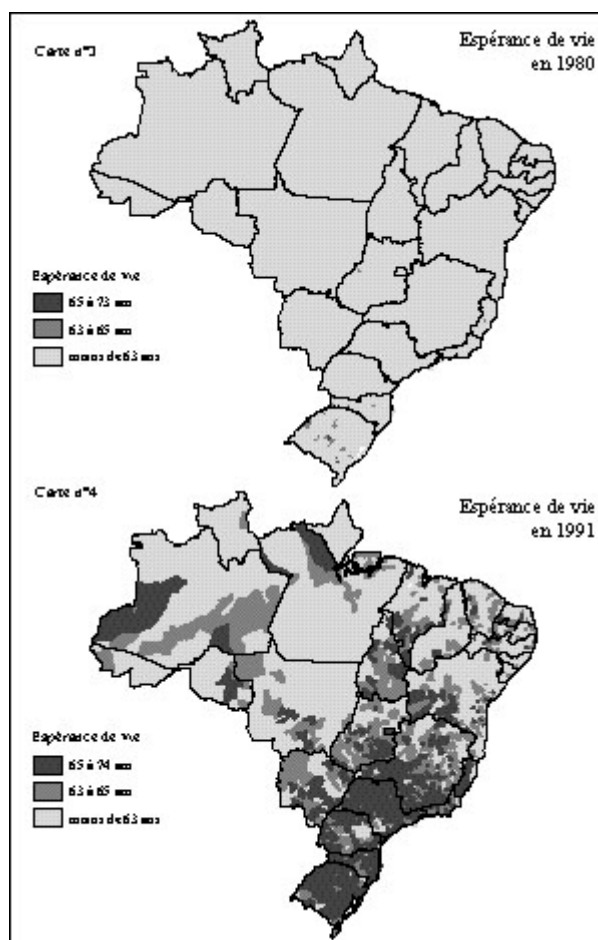 Carte n°3
Espérance de vie
en 1980
Espérance de vie
65 à 73 ans
63 à 65 ans
moins de 63 ans
Carte n°4
Espérance de vie
en 1991
Espérance de vie
65 à 74 ans
63 à 65 ans
moins de 63 ans